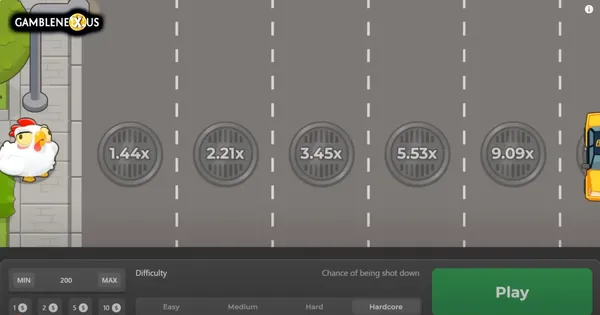 GAMBLENEXUS
1.44x
2.21x
3.45x
5.53x
9.09x
MIN 200 MAX
Difficulty
Chance of being shot down
Play
1 $ 2 $ 5 $ 10 $
Easy Medium Hard Hardcore